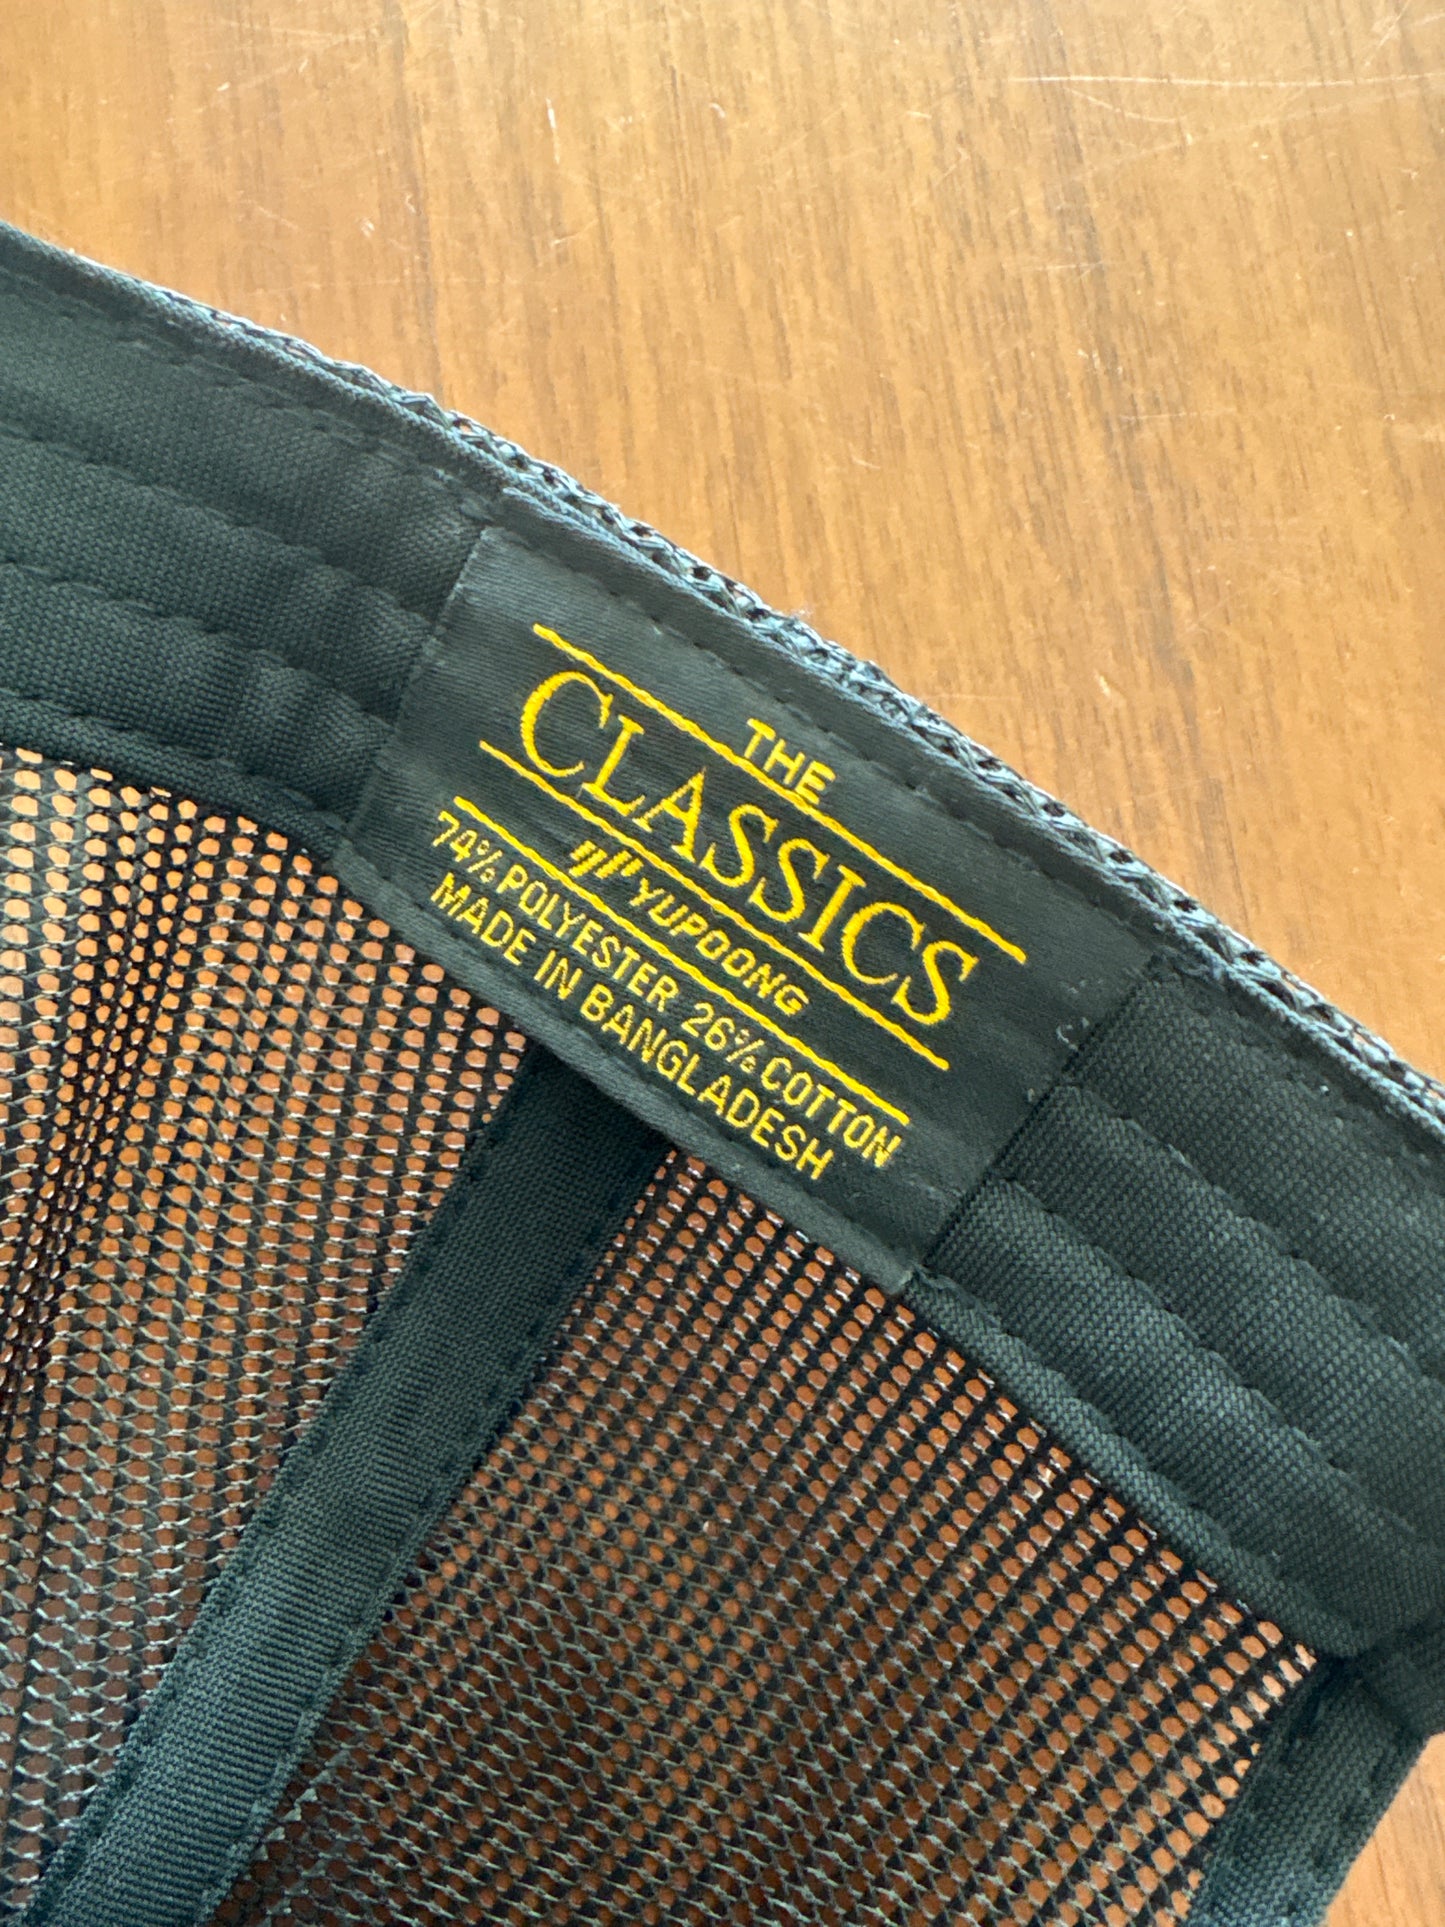 THE
CLASSICS
YUPOONG
74% POLYESTER 26% COTTON
MADE IN BANGLADESH